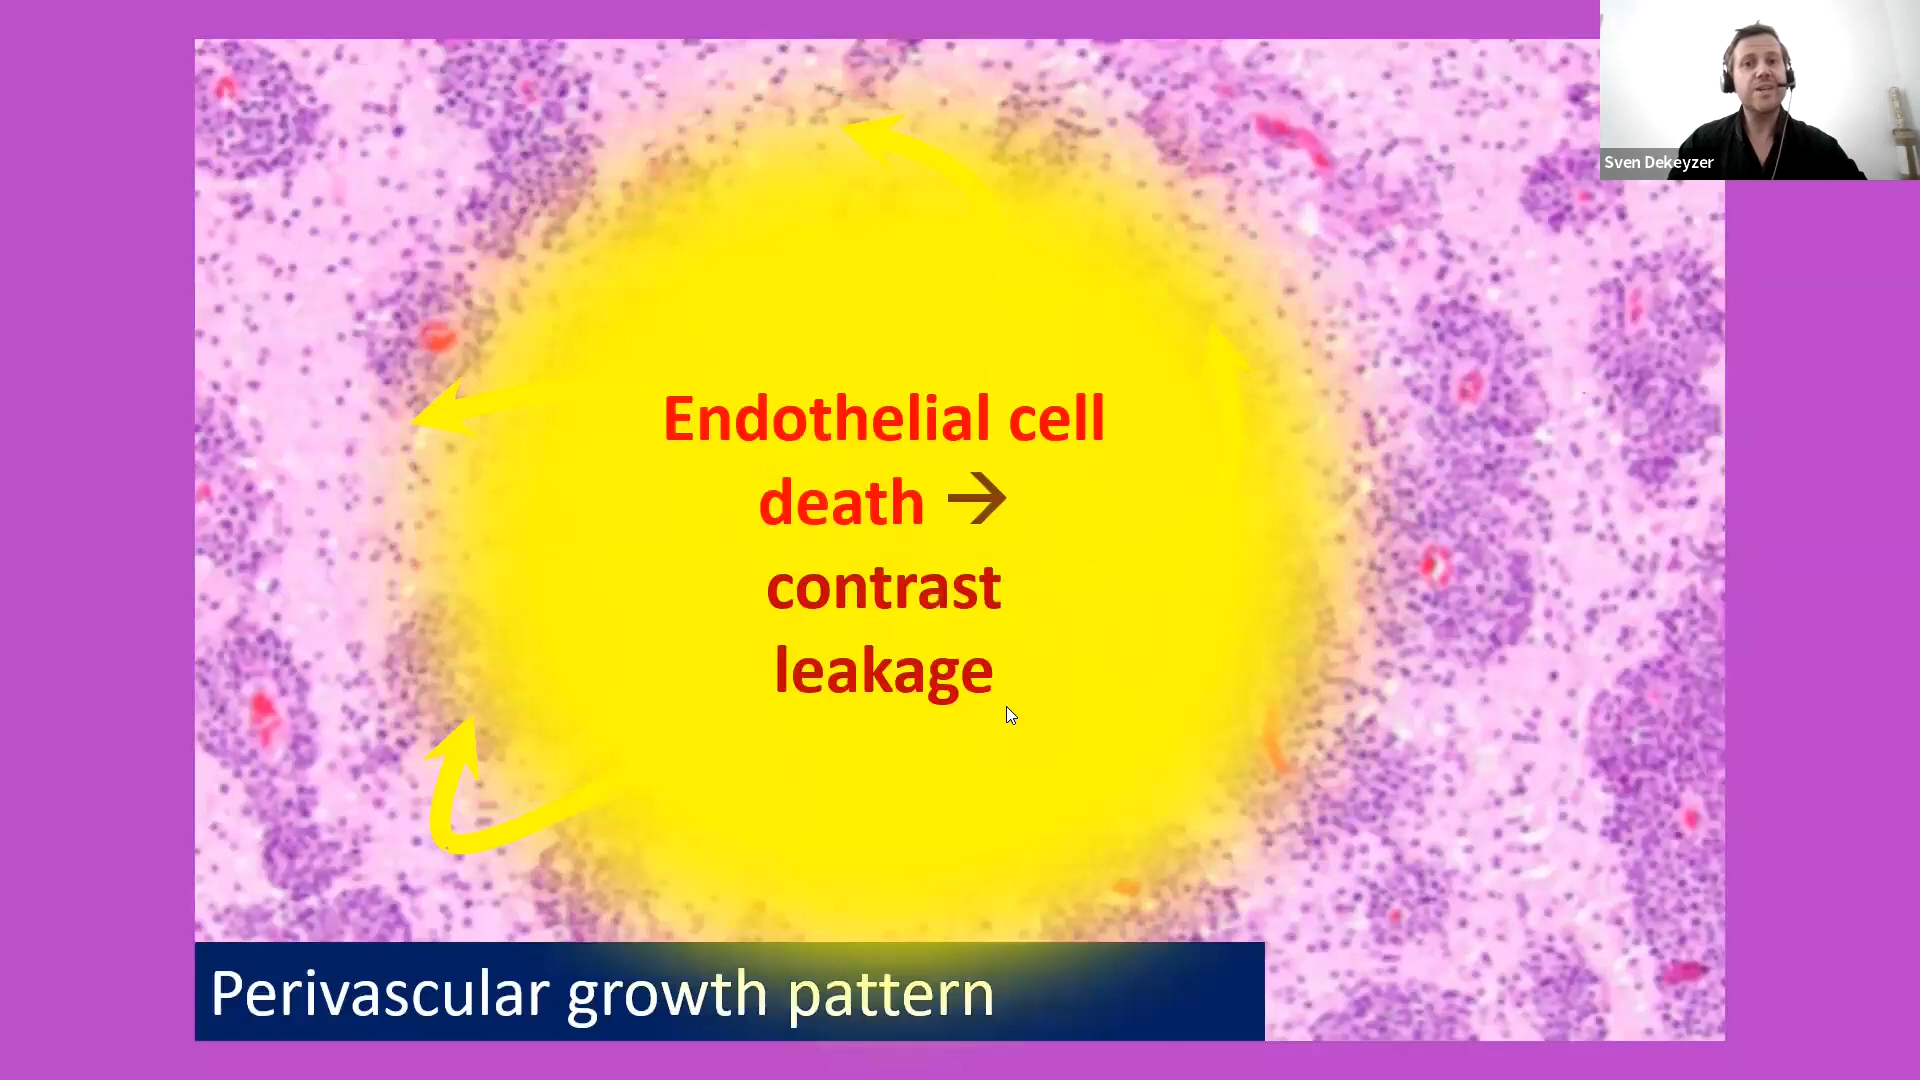 Sven Dekeyzer
Endothelial cell
death →
contrast
leakage
Perivascular growth pattern